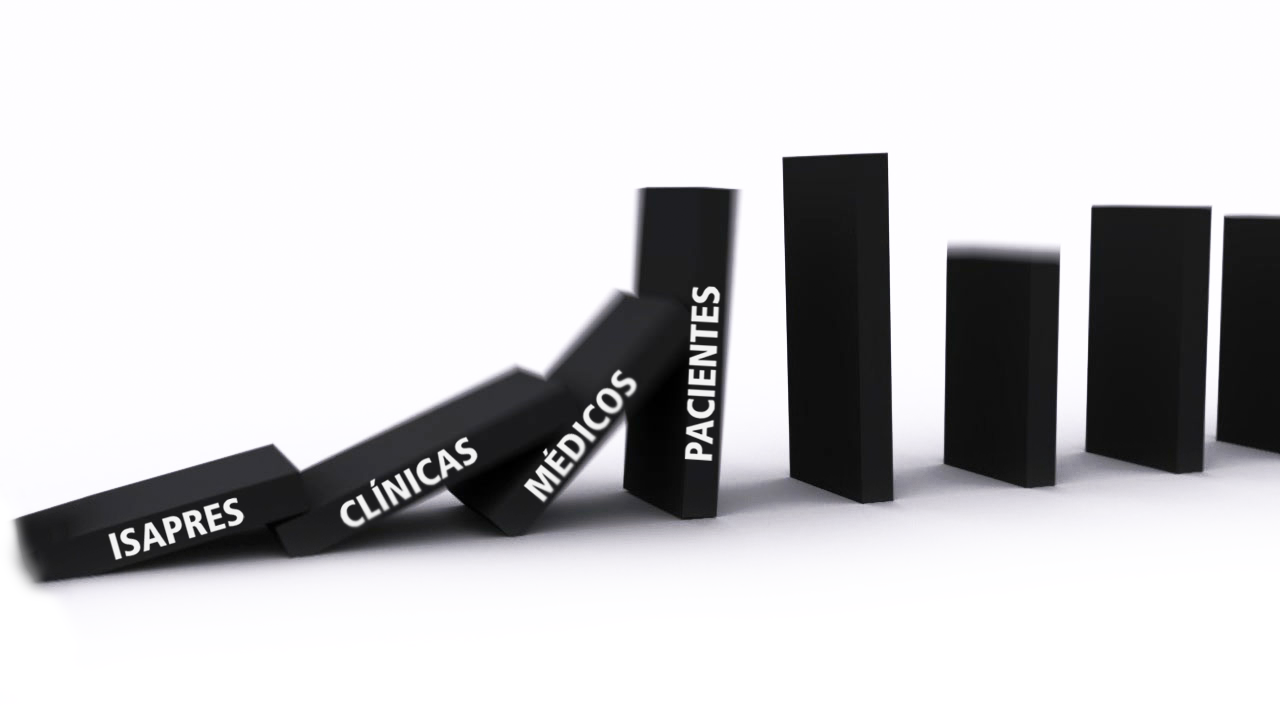 ISAPRES
CLÍNICAS
MÉDICOS
PACIENTES